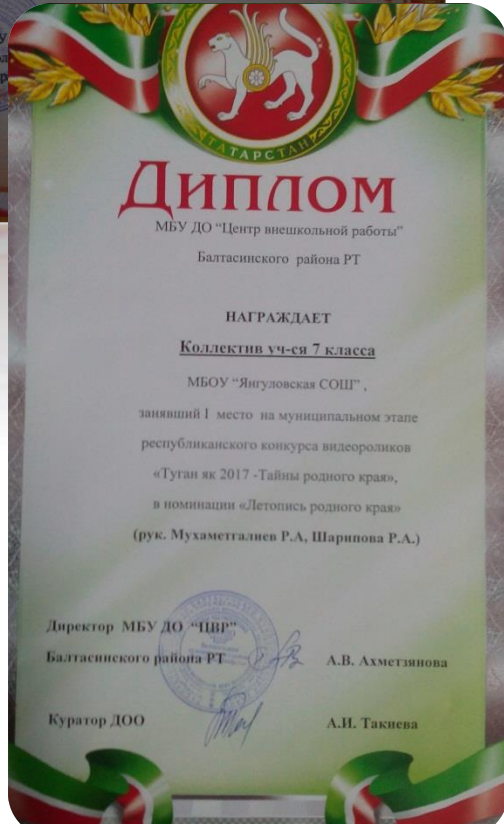 ТАТАРСТАН
ДИПЛОМ
МБУ ДО “Центр внешкольной работы”
Балтасинского района РТ
НАГРАЖДАЕТ
Коллектив уч-ся 7 класса
МБОУ “Янгуловская СОШ” ,
занявший I место на муниципальном этапе
республиканского конкурса видеороликов
«Туган як 2017 -Тайны родного края»,
в номинации «Летопись родного края»
(рук. Мухаметгалиев Р.А, Шарипова Р.А.)
Директор МБУ ДО “ЦВР”
Балтасинского района РТ А.В. Ахметзянова
Куратор ДОО А.И. Такиева